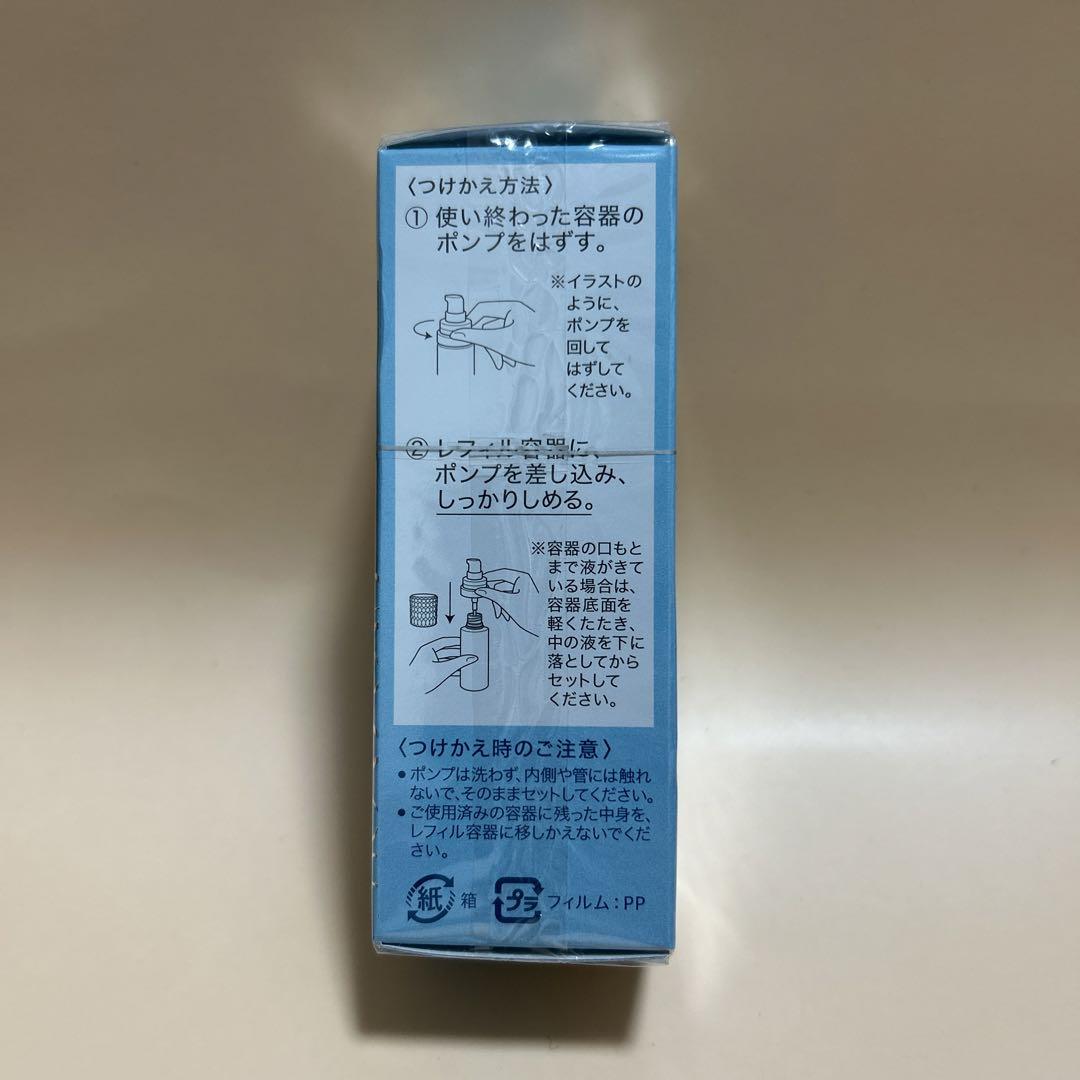 〈つけかえ方法〉
① 使い終わった容器の
ポンプをはずす。
※イラストの
ように、
ポンプを
回して
はずして
ください。
② レフィル容器に、
ポンプを差し込み、
しっかりしめる。
※容器の口もと
まで液がきて
いる場合は、
容器底面を
軽くたたき、
中の液を下に
落としてから
セットして
ください。
〈つけかえ時のご注意〉
●ポンプは洗わず、内側や管には触れ
ないで、そのままセットしてください。
●ご使用済みの容器に残った中身を、
レフィル容器に移しかえないでくだ
さい。
紙 箱 プラ フィルム：PP